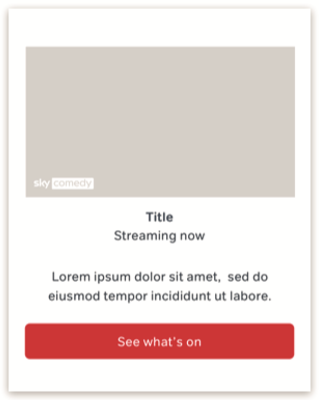 sky comedy
Title
Streaming now
Lorem ipsum dolor sit amet,  sed do
eiusmod tempor incididunt ut labore.
See what's on